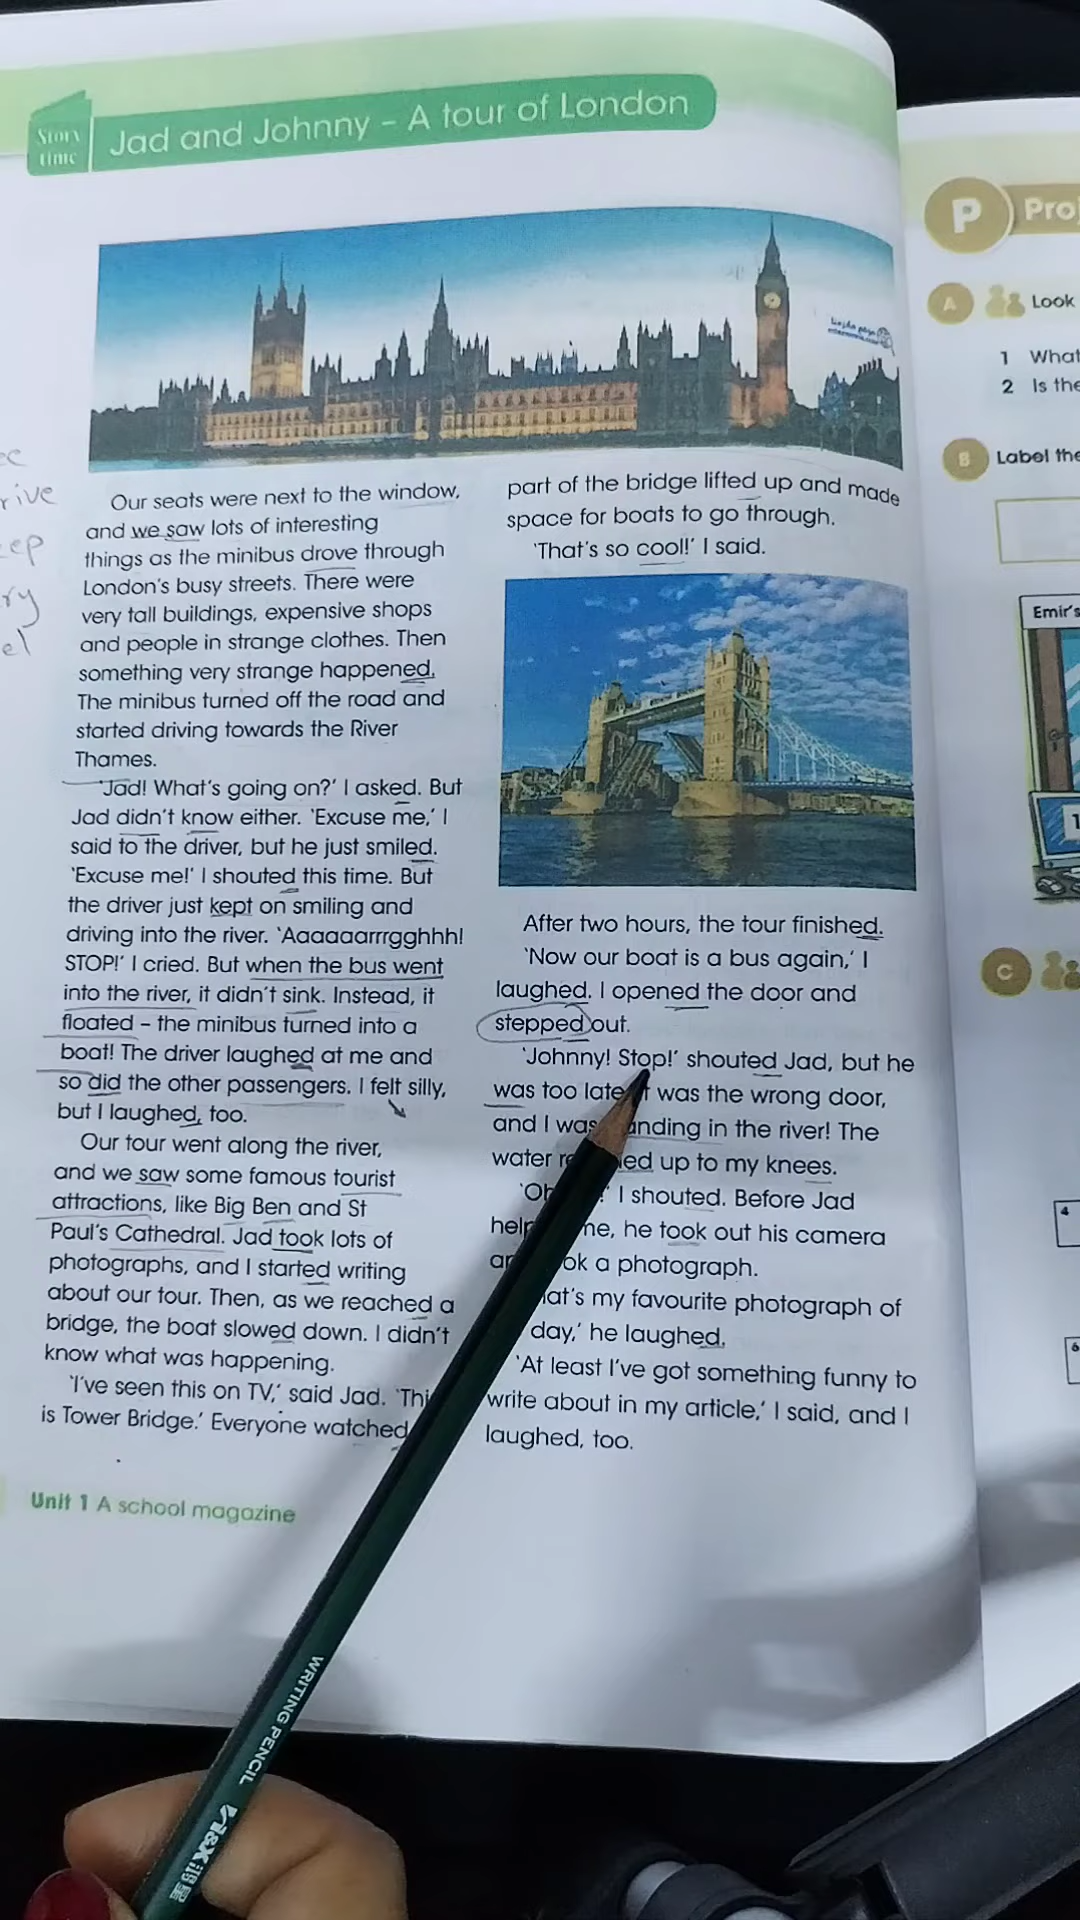 Story
time
Jad and Johnny – A tour of London
Our seats were next to the window,
and we saw lots of interesting
things as the minibus drove through
London's busy streets. There were
very tall buildings, expensive shops
and people in strange clothes. Then
something very strange happened.
The minibus turned off the road and
started driving towards the River
Thames.
'Jad! What's going on?' I asked. But
Jad didn't know either. 'Excuse me,' I
said to the driver, but he just smiled.
'Excuse me!' I shouted this time. But
the driver just kept on smiling and
driving into the river. 'Aaaaaarrrgghhh!
STOP!' I cried. But when the bus went
into the river, it didn't sink. Instead, it
floated – the minibus turned into a
boat! The driver laughed at me and
so did the other passengers. I felt silly,
but I laughed, too.
Our tour went along the river,
and we saw some famous tourist
attractions, like Big Ben and St
Paul's Cathedral. Jad took lots of
photographs, and I started writing
about our tour. Then, as we reached a
bridge, the boat slowed down. I didn't
know what was happening.
'I've seen this on TV,' said Jad.
is Tower Bridge.' Everyone watched
part of the bridge lifted up and made
space for boats to go through.
'That's so cool!' I said.
After two hours, the tour finished.
'Now our boat is a bus again,' I
laughed. I opened the door and
stepped out.
'Johnny! Stop!' shouted Jad, but he
was too late was the wrong door,
and I was in the river! The
water up to my knees.
I shouted. Before Jad
he took out his camera
a photograph.
my favourite photograph of
day,' he laughed.
'At least I've got something funny to
write about in my article,' I said, and I
laughed, too.
Unit 1 A school magazine
WRITING PENCIL
P
A
Look
1 What
2 Is the
B
Label the
Emir's
1
C
4